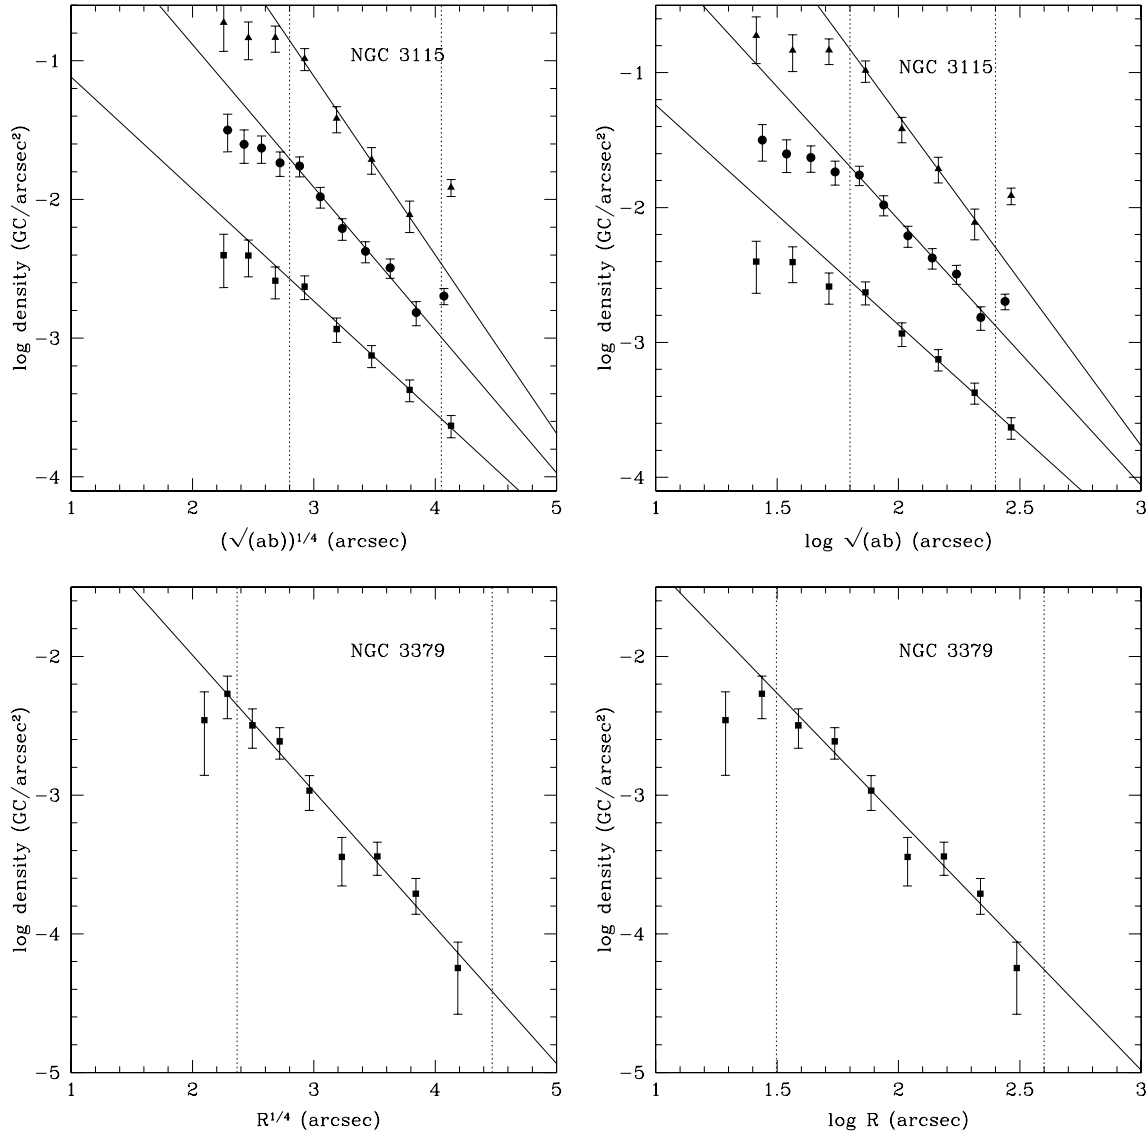 NGC 3115
log density (GC/arcsec²)
−1
−2
−3
−4
1 2 3 4 5
(√(ab))¹/⁴ (arcsec)
NGC 3115
log density (GC/arcsec²)
−1
−2
−3
−4
1 1.5 2 2.5 3
log √(ab) (arcsec)
NGC 3379
log density (GC/arcsec²)
−2
−3
−4
−5
1 2 3 4 5
R¹/⁴ (arcsec)
NGC 3379
log density (GC/arcsec²)
−2
−3
−4
−5
1 1.5 2 2.5 3
log R (arcsec)